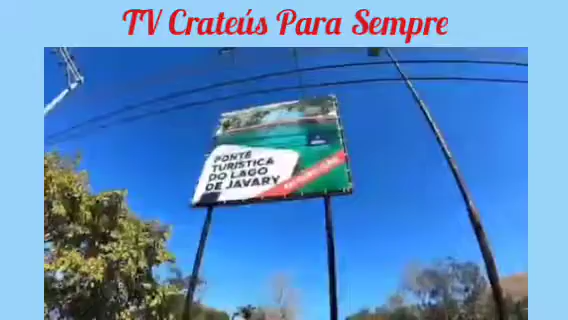 TV Crateús Para Sempre
PONTE
TURÍSTICA
DO LAGO
DE JAVARY